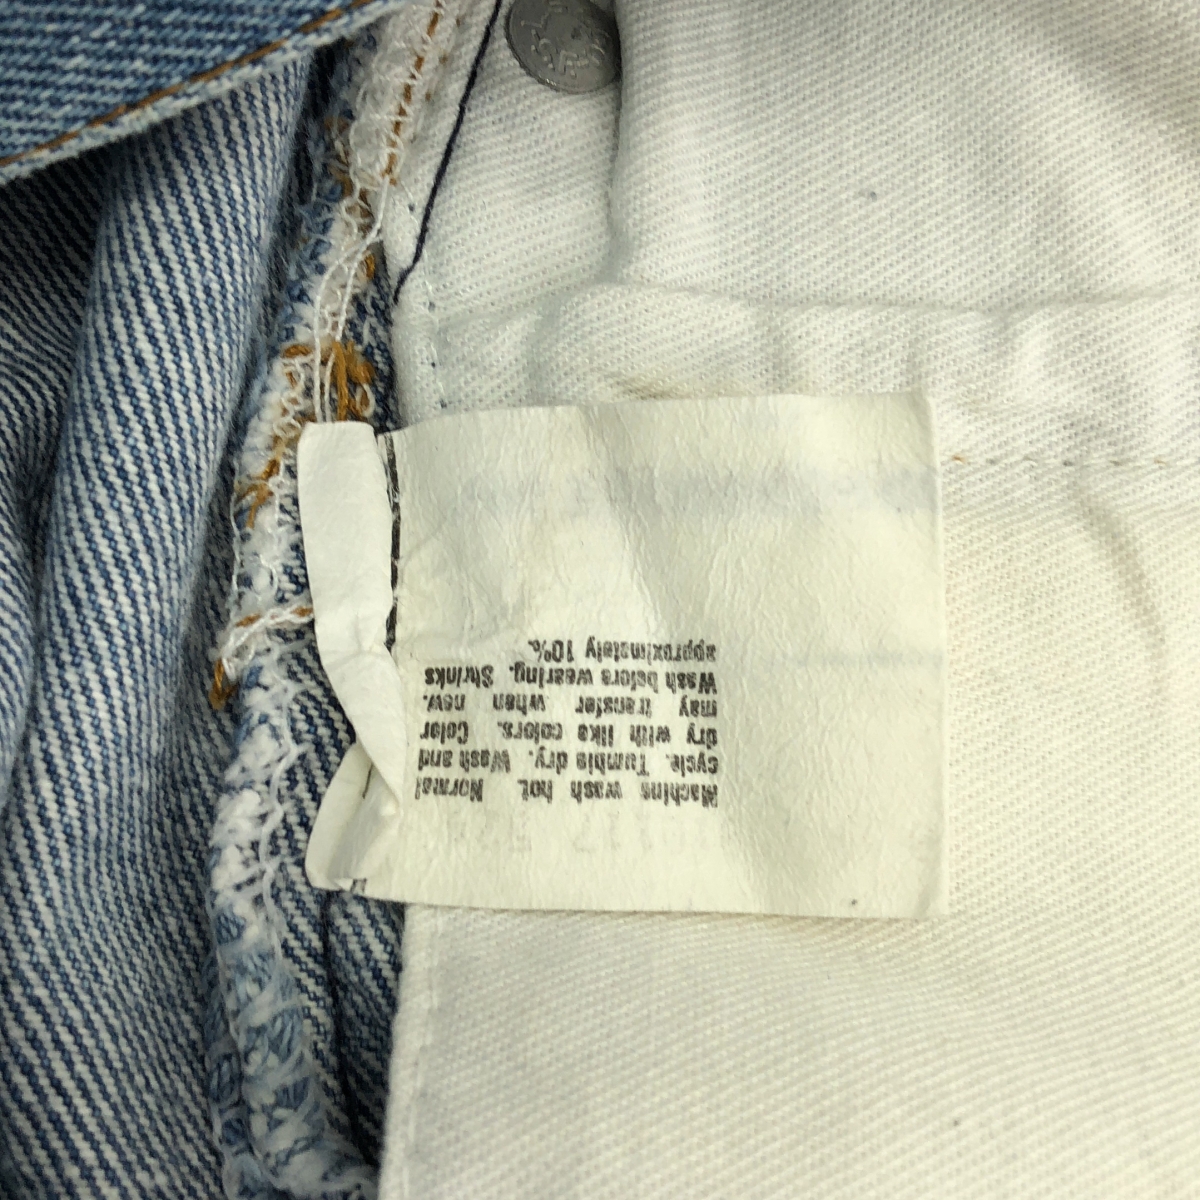 Machine wash hot. Normal
cycle. Tumble dry. Wash and
dry with like colors. Color
may transfer when new.
Wash before wearing. Shrinks
approximately 10%.